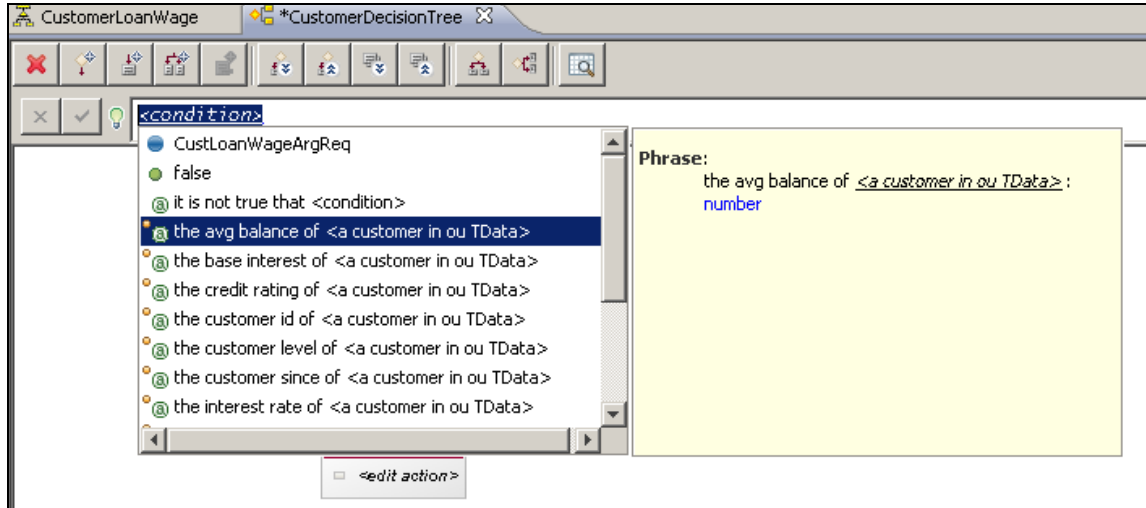 CustomerLoanWage
*CustomerDecisionTree
<condition>
CustLoanWageArgReq
false
it is not true that <condition>
the avg balance of <a customer in ou TData>
the base interest of <a customer in ou TData>
the credit rating of <a customer in ou TData>
the customer id of <a customer in ou TData>
the customer level of <a customer in ou TData>
the customer since of <a customer in ou TData>
the interest rate of <a customer in ou TData>
Phrase:
the avg balance of <a customer in ou TData> :
number
<edit action>